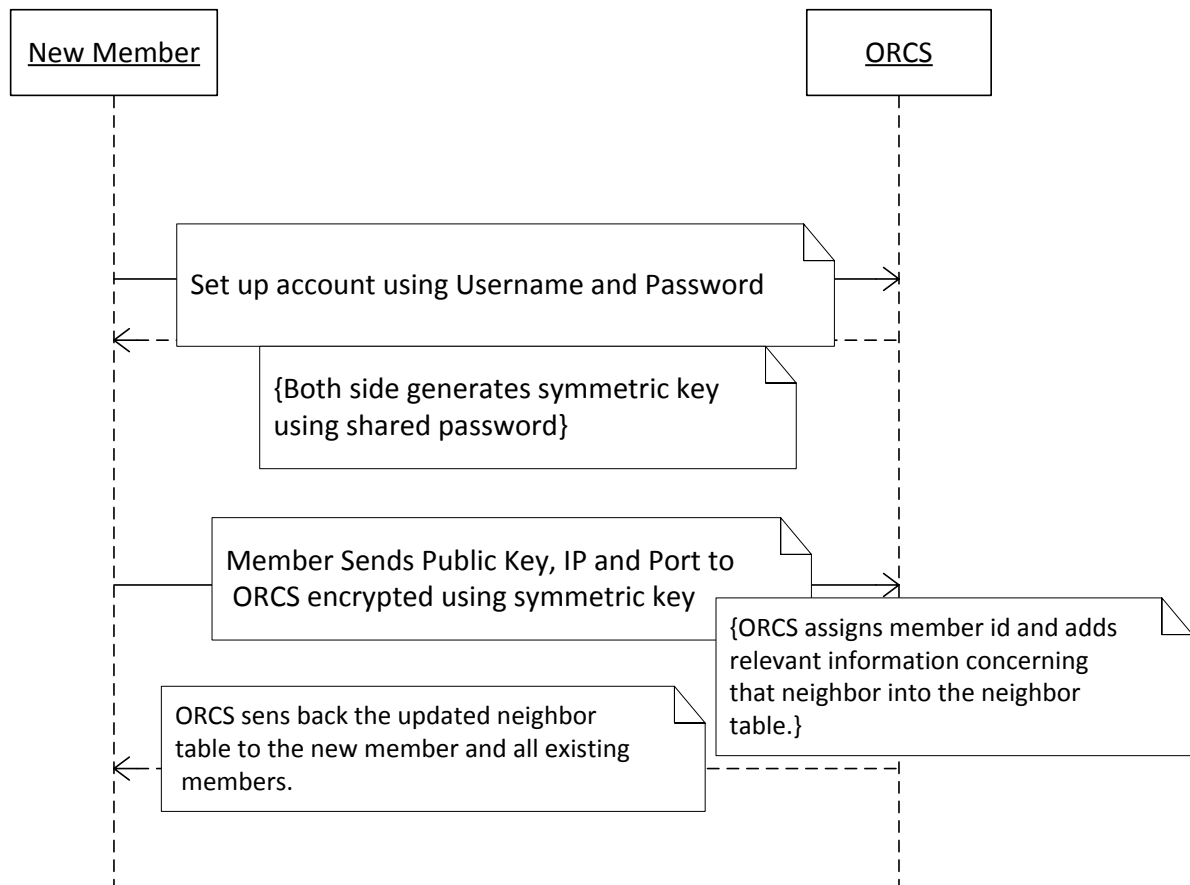 New Member
ORCS
Set up account using Username and Password
{Both side generates symmetric key
using shared password}
Member Sends Public Key, IP and Port to
ORCS encrypted using symmetric key
{ORCS assigns member id and adds
relevant information concerning
that neighbor into the neighbor
table.}
ORCS sens back the updated neighbor
table to the new member and all existing
members.